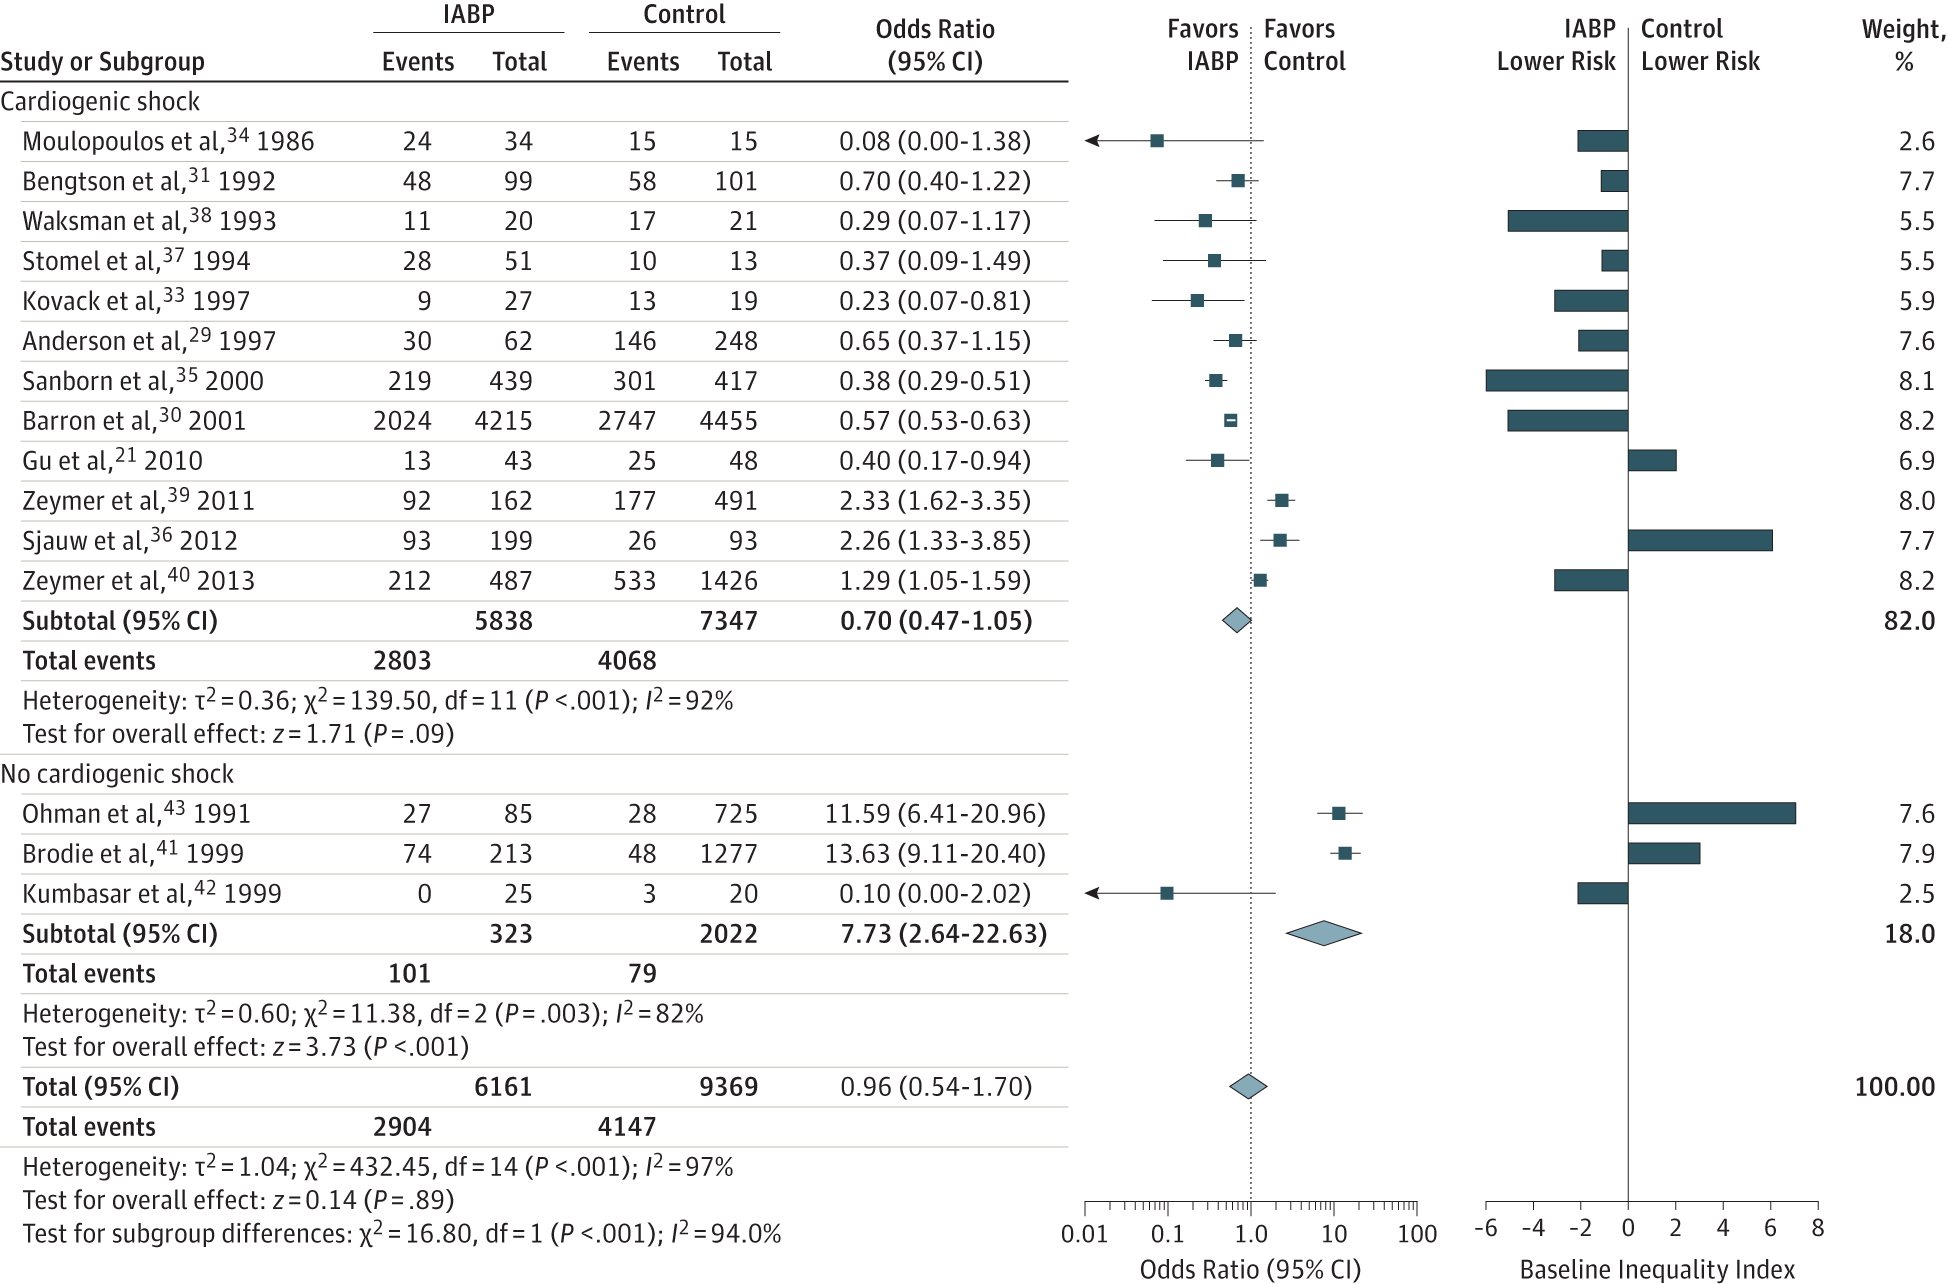 IABP Control Odds Ratio (95% CI) Favors IABP Favors Control IABP Lower Risk Control Lower Risk Weight, %
Study or Subgroup Events Total Events Total
Cardiogenic shock
Moulopoulos et al,34 1986 24 34 15 15 0.08 (0.00-1.38) 2.6
Bengtson et al,31 1992 48 99 58 101 0.70 (0.40-1.22) 7.7
Waksman et al,38 1993 11 20 17 21 0.29 (0.07-1.17) 5.5
Stomel et al,37 1994 28 51 10 13 0.37 (0.09-1.49) 5.5
Kovack et al,33 1997 9 27 13 19 0.23 (0.07-0.81) 5.9
Anderson et al,29 1997 30 62 146 248 0.65 (0.37-1.15) 7.6
Sanborn et al,35 2000 219 439 301 417 0.38 (0.29-0.51) 8.1
Barron et al,30 2001 2024 4215 2747 4455 0.57 (0.53-0.63) 8.2
Gu et al,21 2010 13 43 25 48 0.40 (0.17-0.94) 6.9
Zeymer et al,39 2011 92 162 177 491 2.33 (1.62-3.35) 8.0
Sjauw et al,36 2012 93 199 26 93 2.26 (1.33-3.85) 7.7
Zeymer et al,40 2013 212 487 533 1426 1.29 (1.05-1.59) 8.2
Subtotal (95% CI) 5838 7347 0.70 (0.47-1.05) 82.0
Total events 2803 4068
Heterogeneity: τ2 = 0.36; χ2 = 139.50, df = 11 (P <.001); I2 = 92%
Test for overall effect: z = 1.71 (P = .09)
No cardiogenic shock
Ohman et al,43 1991 27 85 28 725 11.59 (6.41-20.96) 7.6
Brodie et al,41 1999 74 213 48 1277 13.63 (9.11-20.40) 7.9
Kumbasar et al,42 1999 0 25 3 20 0.10 (0.00-2.02) 2.5
Subtotal (95% CI) 323 2022 7.73 (2.64-22.63) 18.0
Total events 101 79
Heterogeneity: τ2 = 0.60; χ2 = 11.38, df = 2 (P = .003); I2 = 82%
Test for overall effect: z = 3.73 (P <.001)
Total (95% CI) 6161 9369 0.96 (0.54-1.70) 100.00
Total events 2904 4147
Heterogeneity: τ2 = 1.04; χ2 = 432.45, df = 14 (P <.001); I2 = 97%
Test for overall effect: z = 0.14 (P = .89)
Test for subgroup differences: χ2 = 16.80, df = 1 (P <.001); I2 = 94.0%
0.01 0.1 1.0 10 100 -6 -4 -2 0 2 4 6 8
Odds Ratio (95% CI) Baseline Inequality Index